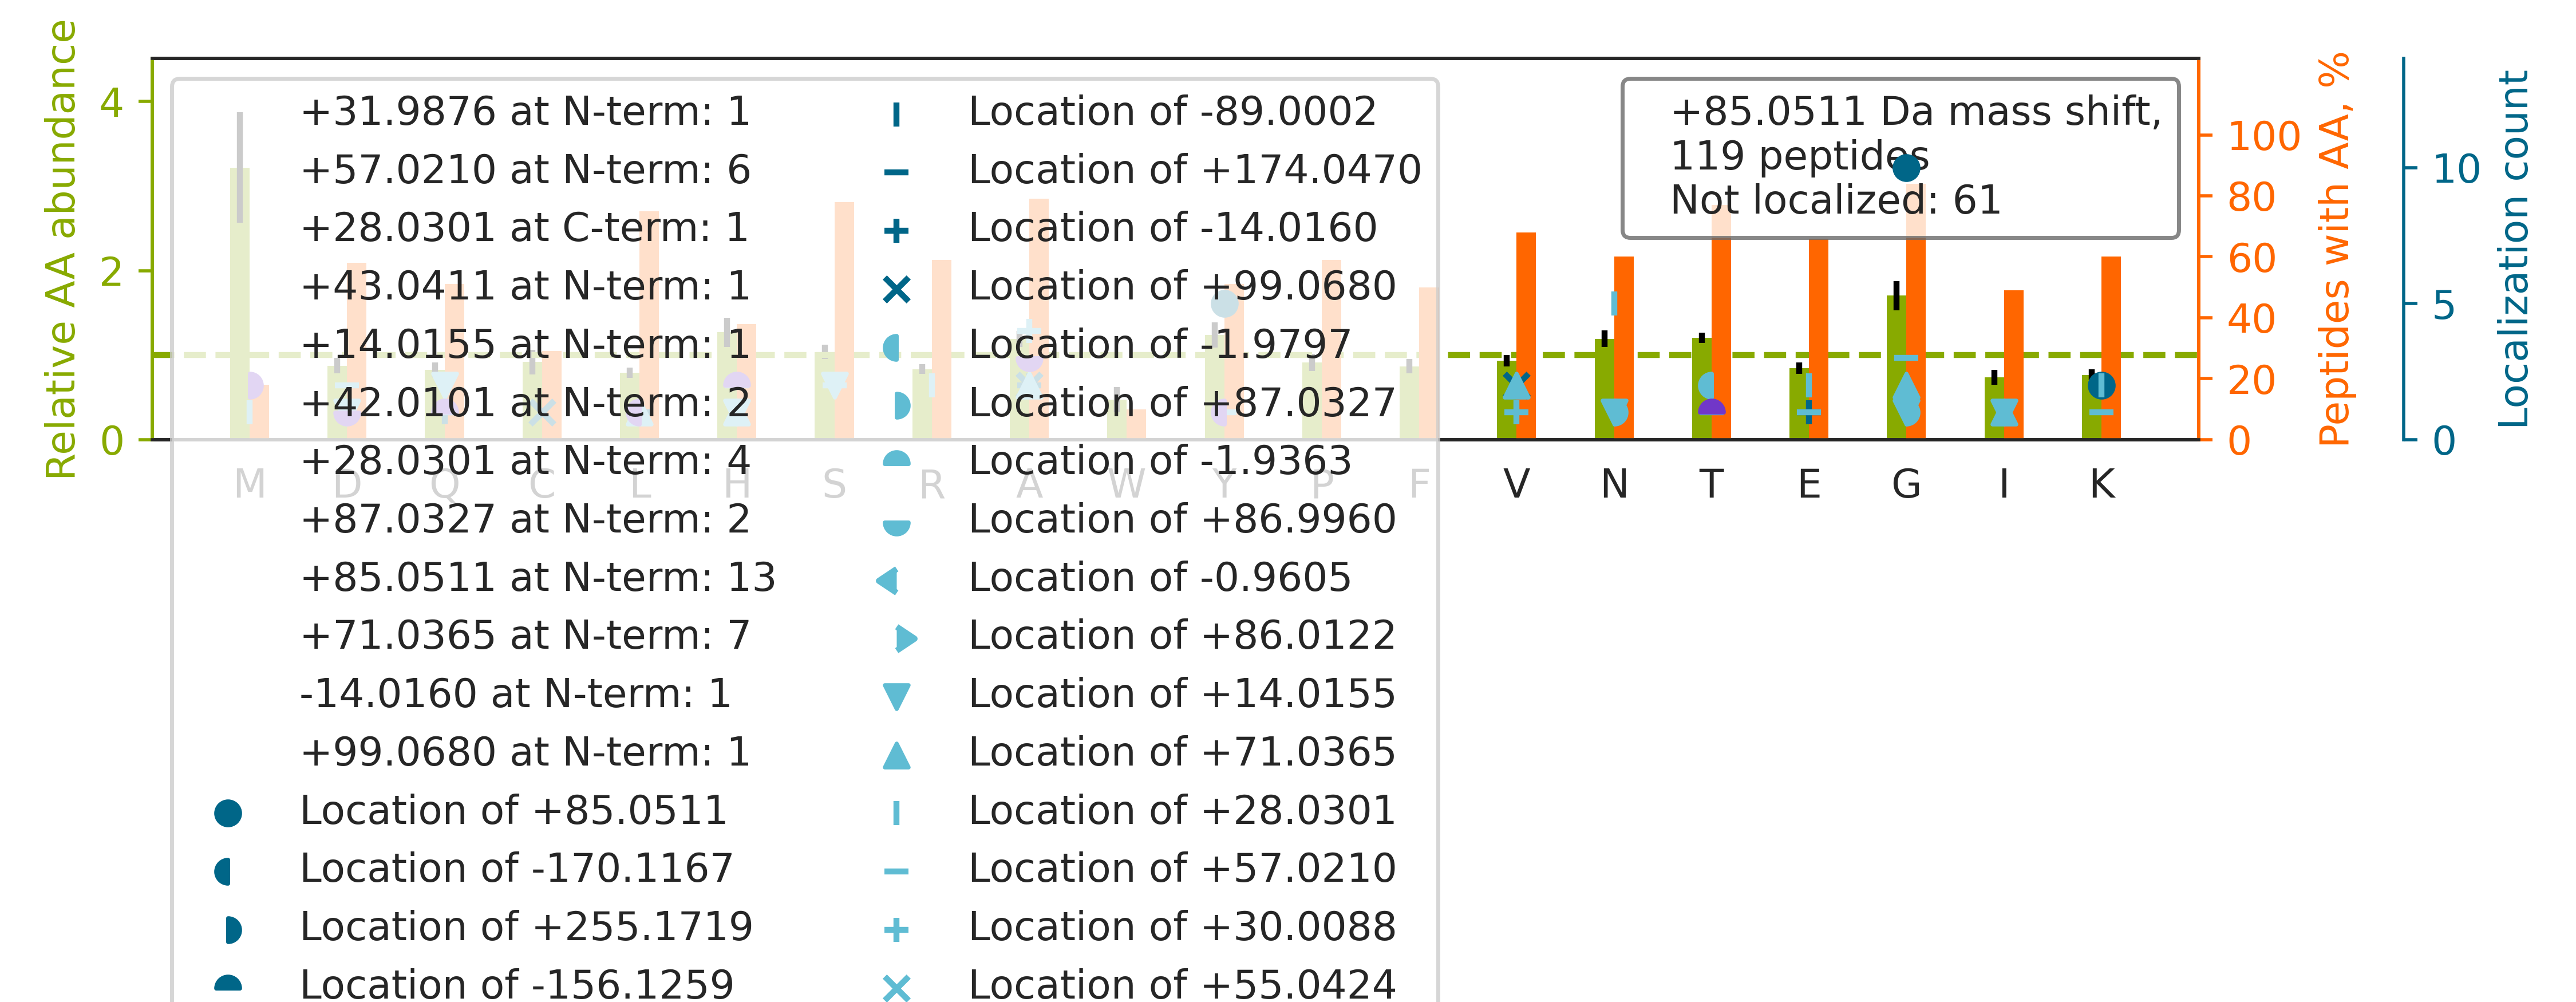 Relative AA abundance
4
2
0
+31.9876 at N-term: 1
+57.0210 at N-term: 6
+28.0301 at C-term: 1
+43.0411 at N-term: 1
+14.0155 at N-term: 1
+42.0101 at N-term: 2
+28.0301 at N-term: 4
+87.0327 at N-term: 2
+85.0511 at N-term: 13
+71.0365 at N-term: 7
-14.0160 at N-term: 1
+99.0680 at N-term: 1
Location of +85.0511
Location of -170.1167
Location of +255.1719
Location of -156.1259
Location of -89.0002
Location of +174.0470
Location of -14.0160
Location of +99.0680
Location of -1.9797
Location of +87.0327
Location of -1.9363
Location of +86.9960
Location of -0.9605
Location of +86.0122
Location of +14.0155
Location of +71.0365
Location of +28.0301
Location of +57.0210
Location of +30.0088
Location of +55.0424
+85.0511 Da mass shift,
119 peptides
Not localized: 61
M D Q C L H S R A W Y P F V N T E G I K
100
80
60
40
20
0
Peptides with AA, %
10
5
0
Localization count